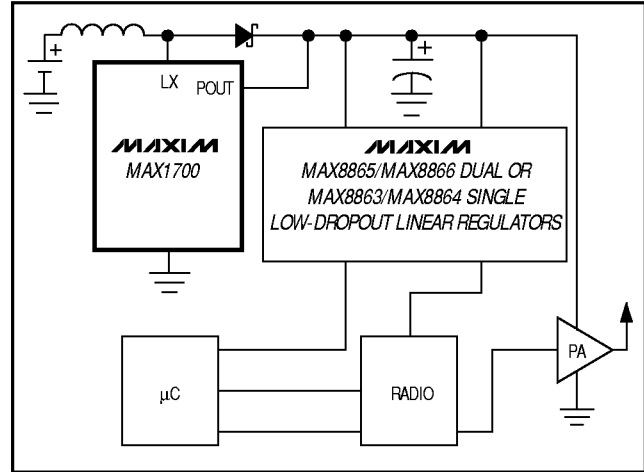 +
+
LX
POUT
MAXIM
MAX1700
MAXIM
MAX8865/MAX8866 DUAL OR
MAX8863/MAX8864 SINGLE
LOW-DROPOUT LINEAR REGULATORS
µC
RADIO
PA